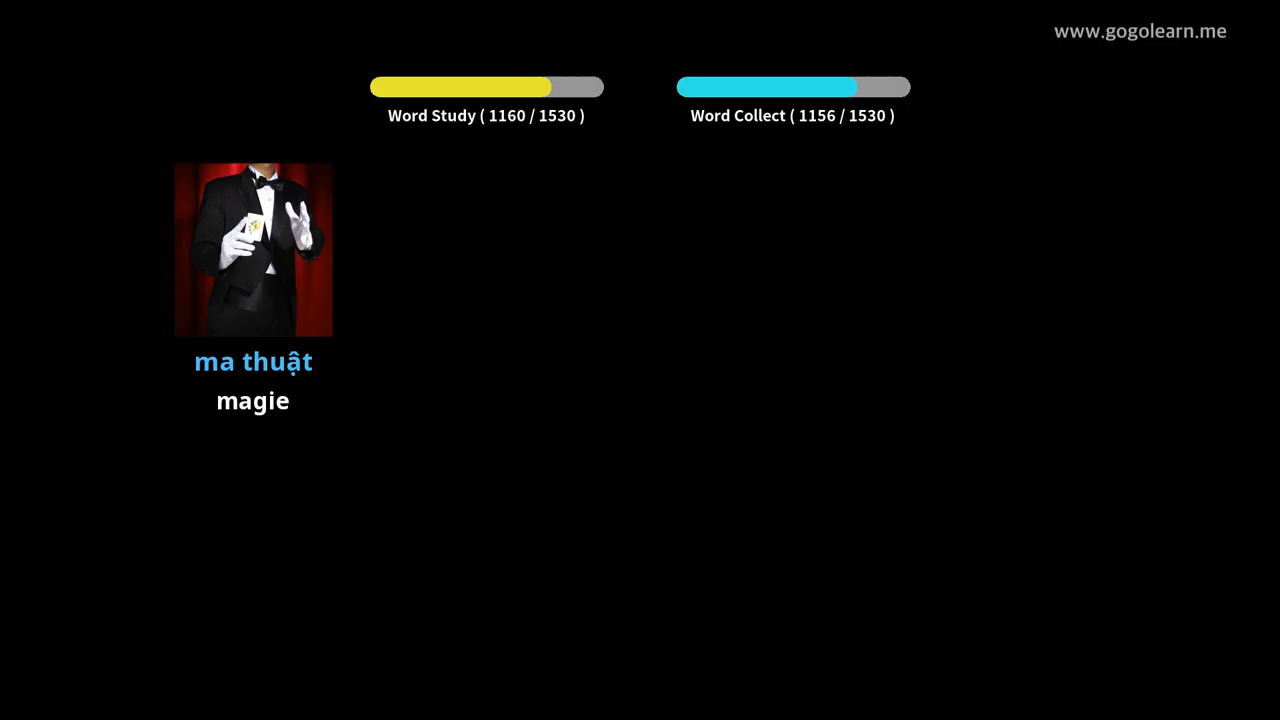 www.gogolearn.me
Word Study ( 1160 / 1530 )
Word Collect ( 1156 / 1530 )
ma thuật
magie